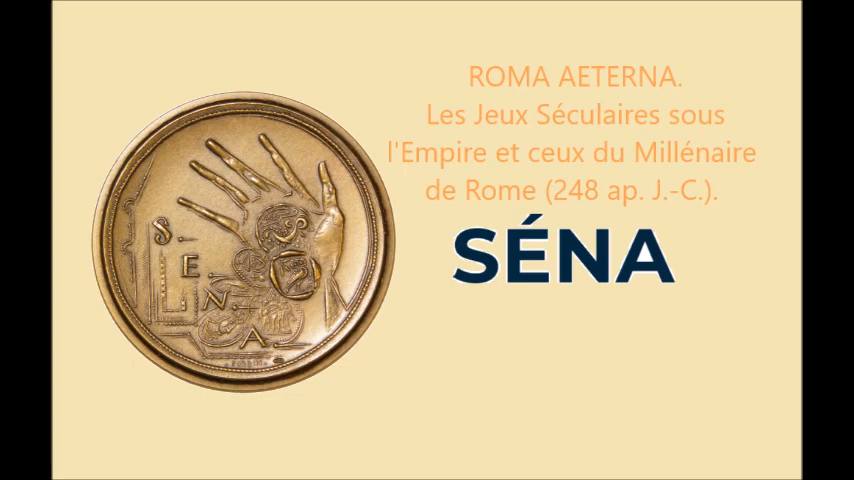 ROMA AETERNA.
Les Jeux Séculaires sous
l'Empire et ceux du Millénaire
de Rome (248 ap. J.-C.).
SÉNA
S
E
N
A